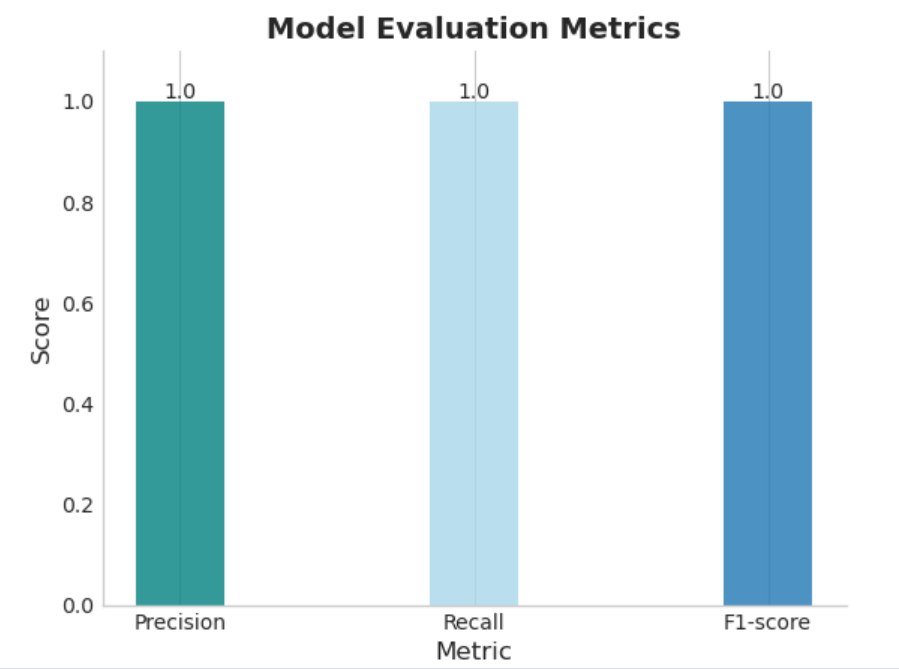 Model Evaluation Metrics
1.0 1.0 1.0
1.0
0.8
0.6
0.4
0.2
0.0
Score
Precision Recall F1-score
Metric